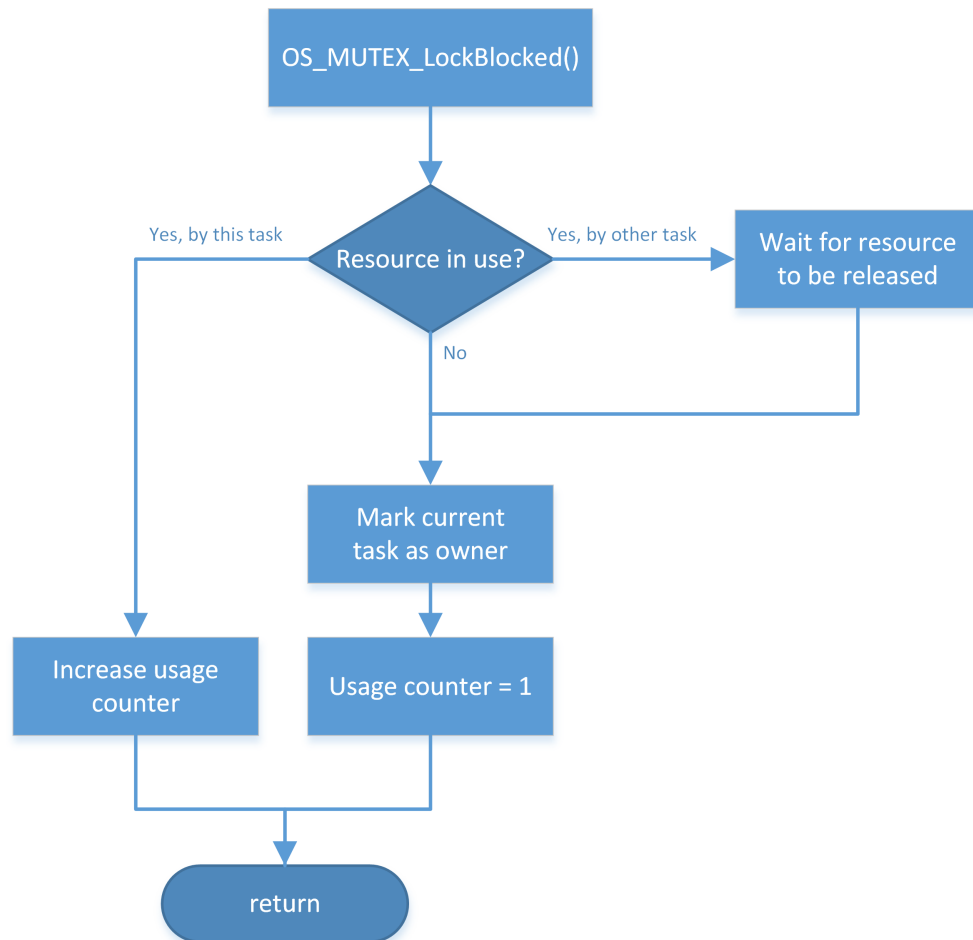 OS_MUTEX_LockBlocked()
Yes, by this task
Resource in use?
Yes, by other task
Wait for resource
to be released
No
Mark current
task as owner
Increase usage
counter
Usage counter = 1
return